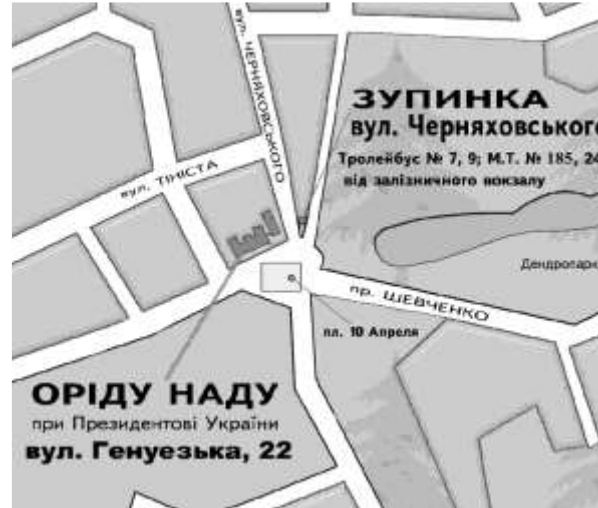 вул. ЧЕРНЯХОВСЬКОГО
ЗУПИНКА
вул. Черняховського
Тролейбус № 7, 9; М.Т. № 185, 24
від залізничного вокзалу
вул. ТІНІСТА
Дендропарк
пр. ШЕВЧЕНКО
пл. 10 Апреля
ОРІДУ НАДУ
при Президентові України
вул. Генуезька, 22